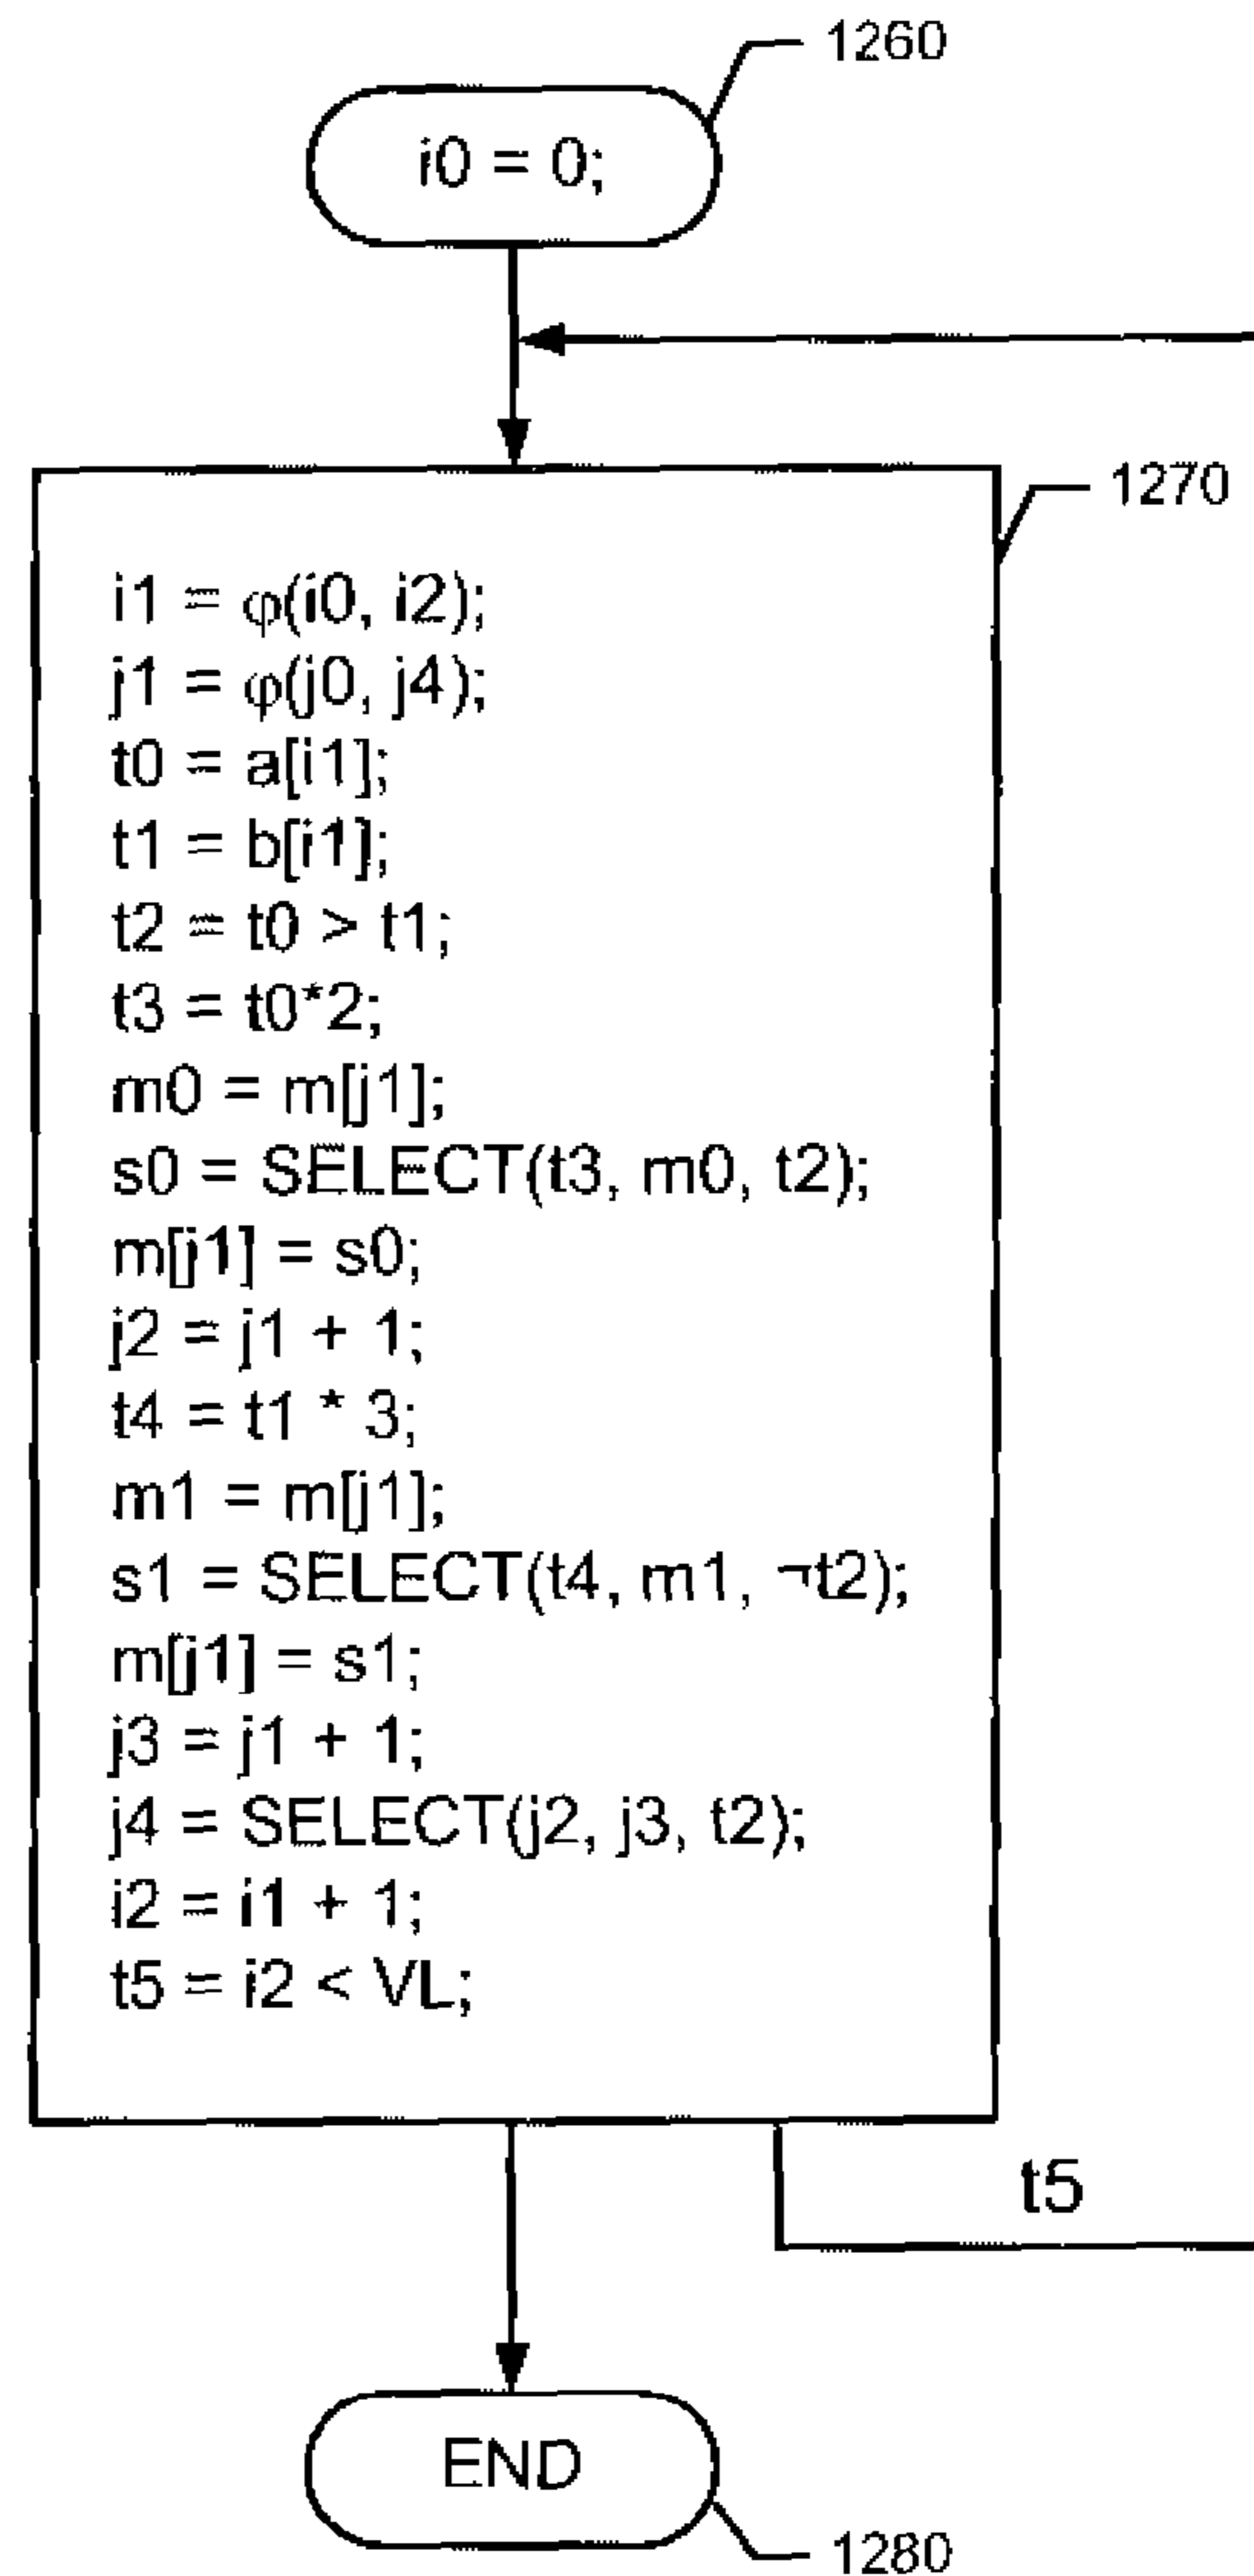 1260
i0 = 0;
1270
i1 = φ(i0, i2);
j1 = φ(j0, j4);
t0 = a[i1];
t1 = b[i1];
t2 = t0 > t1;
t3 = t0*2;
m0 = m[j1];
s0 = SELECT(t3, m0, t2);
m[j1] = s0;
j2 = j1 + 1;
t4 = t1 * 3;
m1 = m[j1];
s1 = SELECT(t4, m1, ¬t2);
m[j1] = s1;
j3 = j1 + 1;
j4 = SELECT(j2, j3, t2);
i2 = i1 + 1;
t5 = i2 < VL;
t5
END
1280